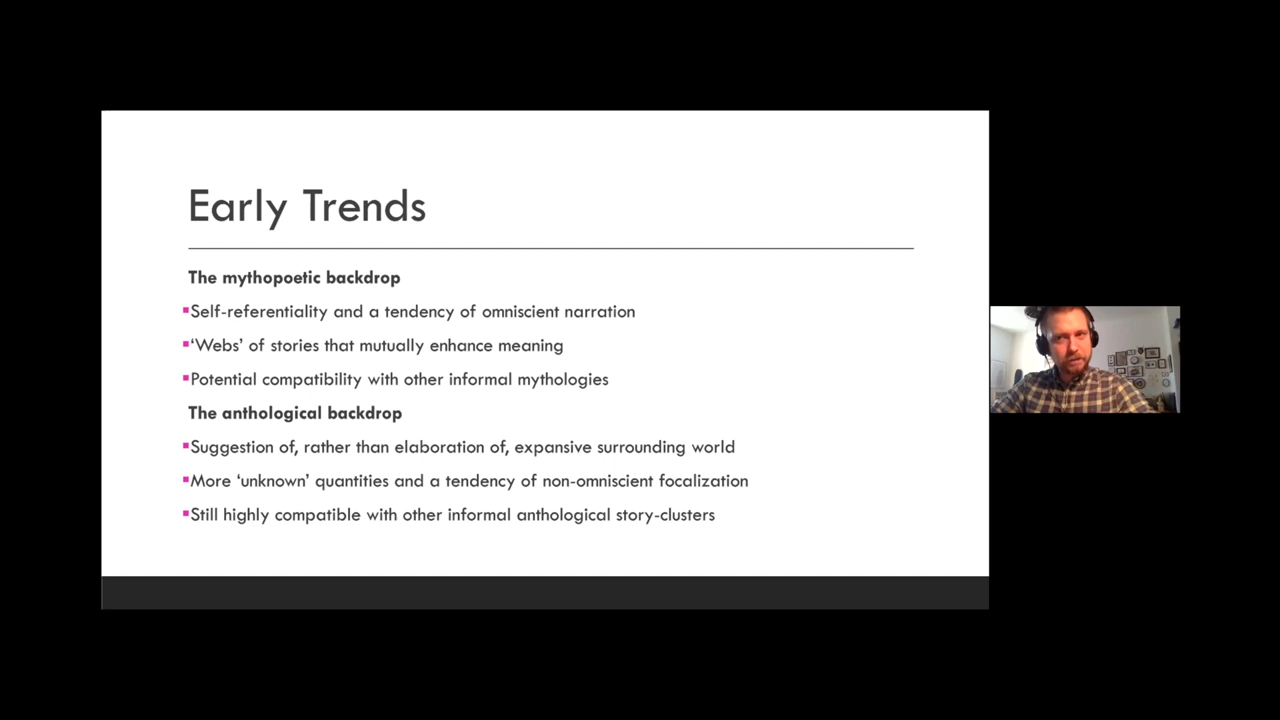 Early Trends
The mythopoetic backdrop
▪Self-referentiality and a tendency of omniscient narration
▪‘Webs’ of stories that mutually enhance meaning
▪Potential compatibility with other informal mythologies
The anthological backdrop
▪Suggestion of, rather than elaboration of, expansive surrounding world
▪More ‘unknown’ quantities and a tendency of non-omniscient focalization
▪Still highly compatible with other informal anthological story-clusters